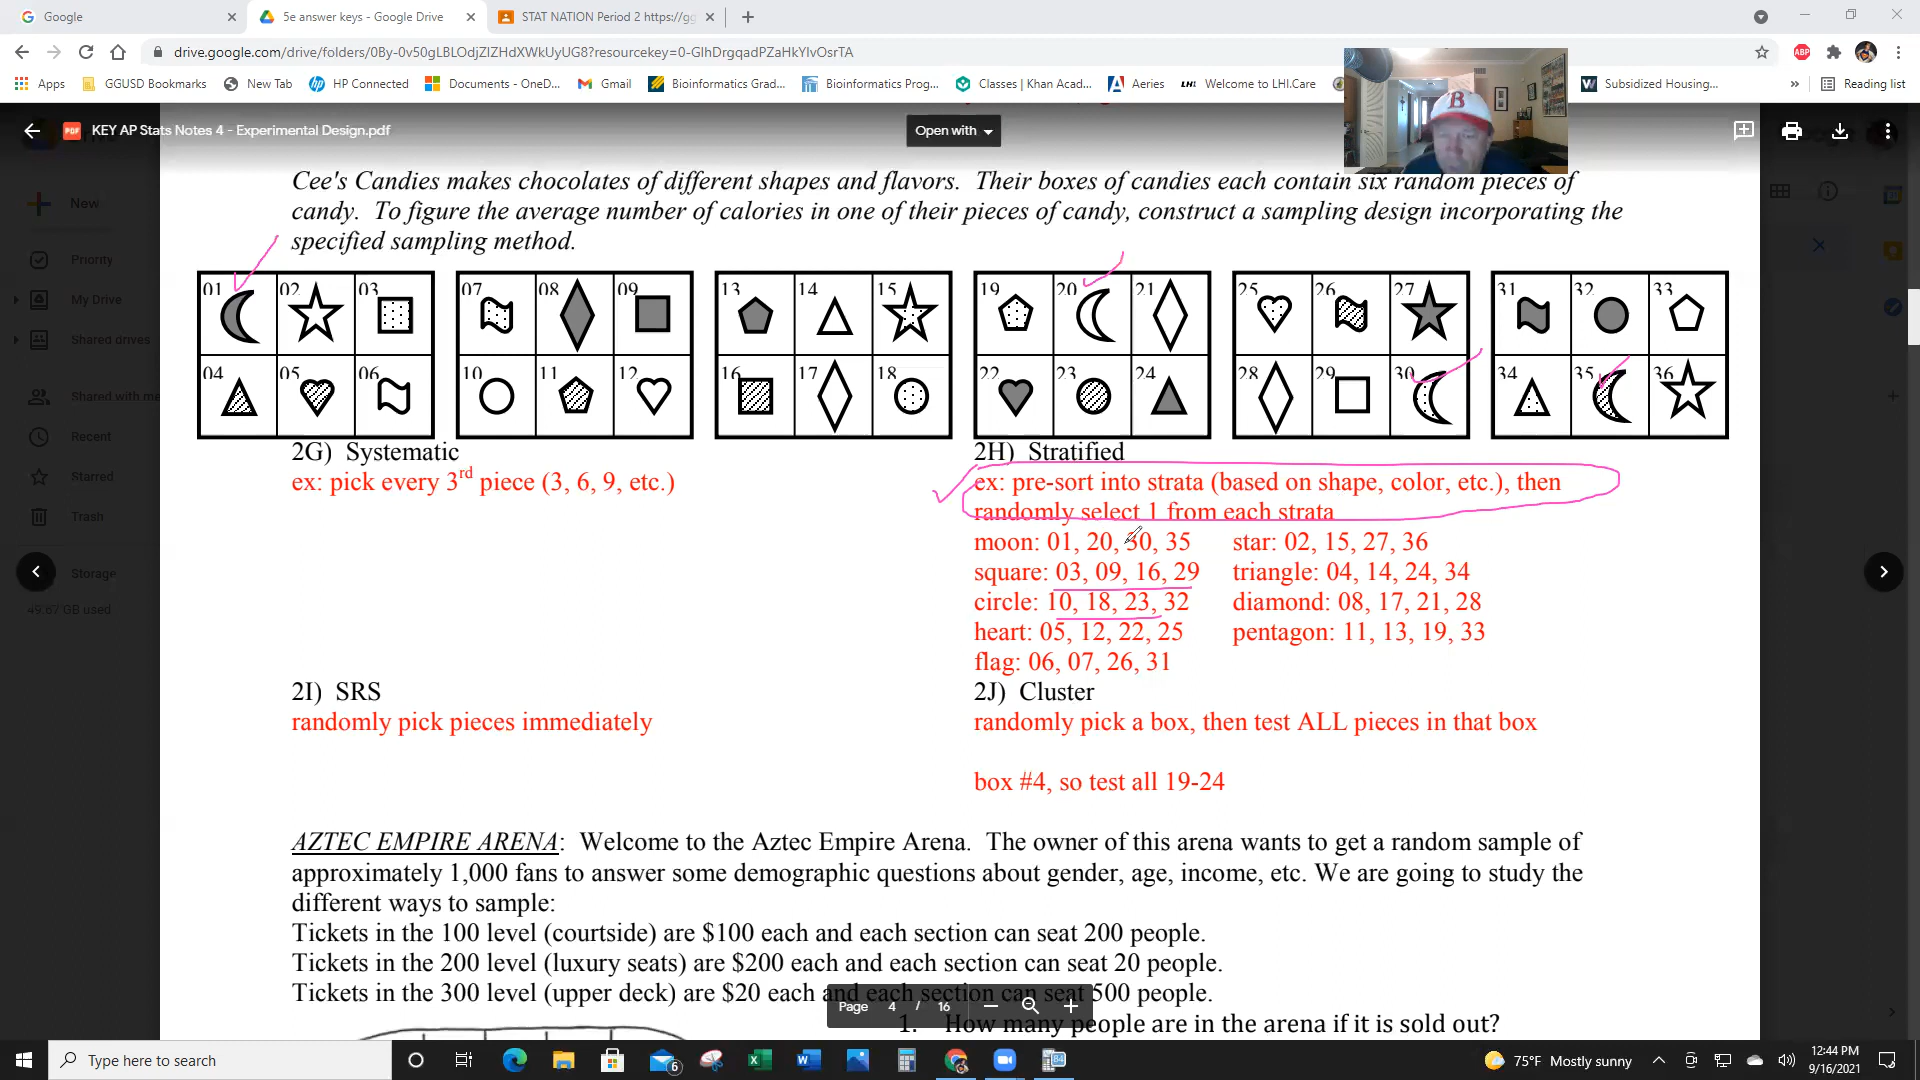 Google
5e answer keys - Google Drive
STAT NATION Period 2 https://gg
drive.google.com/drive/folders/0By-0v50gLBLOdjZIZHdXWkUyUG8?resourcekey=0-GIhDrgqadPZaHkYlvOsrTA
ABP
Apps
GGUSD Bookmarks
New Tab
HP Connected
Documents - OneD...
Gmail
Bioinformatics Grad...
Bioinformatics Prog...
Classes | Khan Acad...
Aeries
LHI
Welcome to LHI.Care
Subsidized Housing...
Reading list
PDF
KEY AP Stats Notes 4 - Experimental Design.pdf
Open with
New
Priority
My Drive
Shared drives
Shared with me
Recent
Starred
Trash
Storage
used
Cee's Candies makes chocolates of different shapes and flavors. Their boxes of candies each contain six random pieces of
candy. To figure the average number of calories in one of their pieces of candy, construct a sampling design incorporating the
specified sampling method.
01 02 03 07 08 09 13 14 15 19 20 21 25 26 27 31 32 33
04 05 06 10 11 12 16 17 18 22 23 24 28 29 30 34 35 36
2G) Systematic
ex: pick every 3rd piece (3, 6, 9, etc.)
2H) Stratified
ex: pre-sort into strata (based on shape, color, etc.), then
randomly select 1 from each strata
moon: 01, 20, 30, 35 star: 02, 15, 27, 36
square: 03, 09, 16, 29 triangle: 04, 14, 24, 34
circle: 10, 18, 23, 32 diamond: 08, 17, 21, 28
heart: 05, 12, 22, 25 pentagon: 11, 13, 19, 33
flag: 06, 07, 26, 31
2I) SRS
randomly pick pieces immediately
2J) Cluster
randomly pick a box, then test ALL pieces in that box
box #4, so test all 19-24
AZTEC EMPIRE ARENA: Welcome to the Aztec Empire Arena. The owner of this arena wants to get a random sample of
approximately 1,000 fans to answer some demographic questions about gender, age, income, etc. We are going to study the
different ways to sample:
Tickets in the 100 level (courtside) are $100 each and each section can seat 200 people.
Tickets in the 200 level (luxury seats) are $200 each and each section can seat 20 people.
Tickets in the 300 level (upper deck) are $20 each and each section can seat 500 people.
Page 4 / 16
1. How many people are in the arena if it is sold out?
Type here to search
6
84
75°F Mostly sunny
12:44 PM
9/16/2021